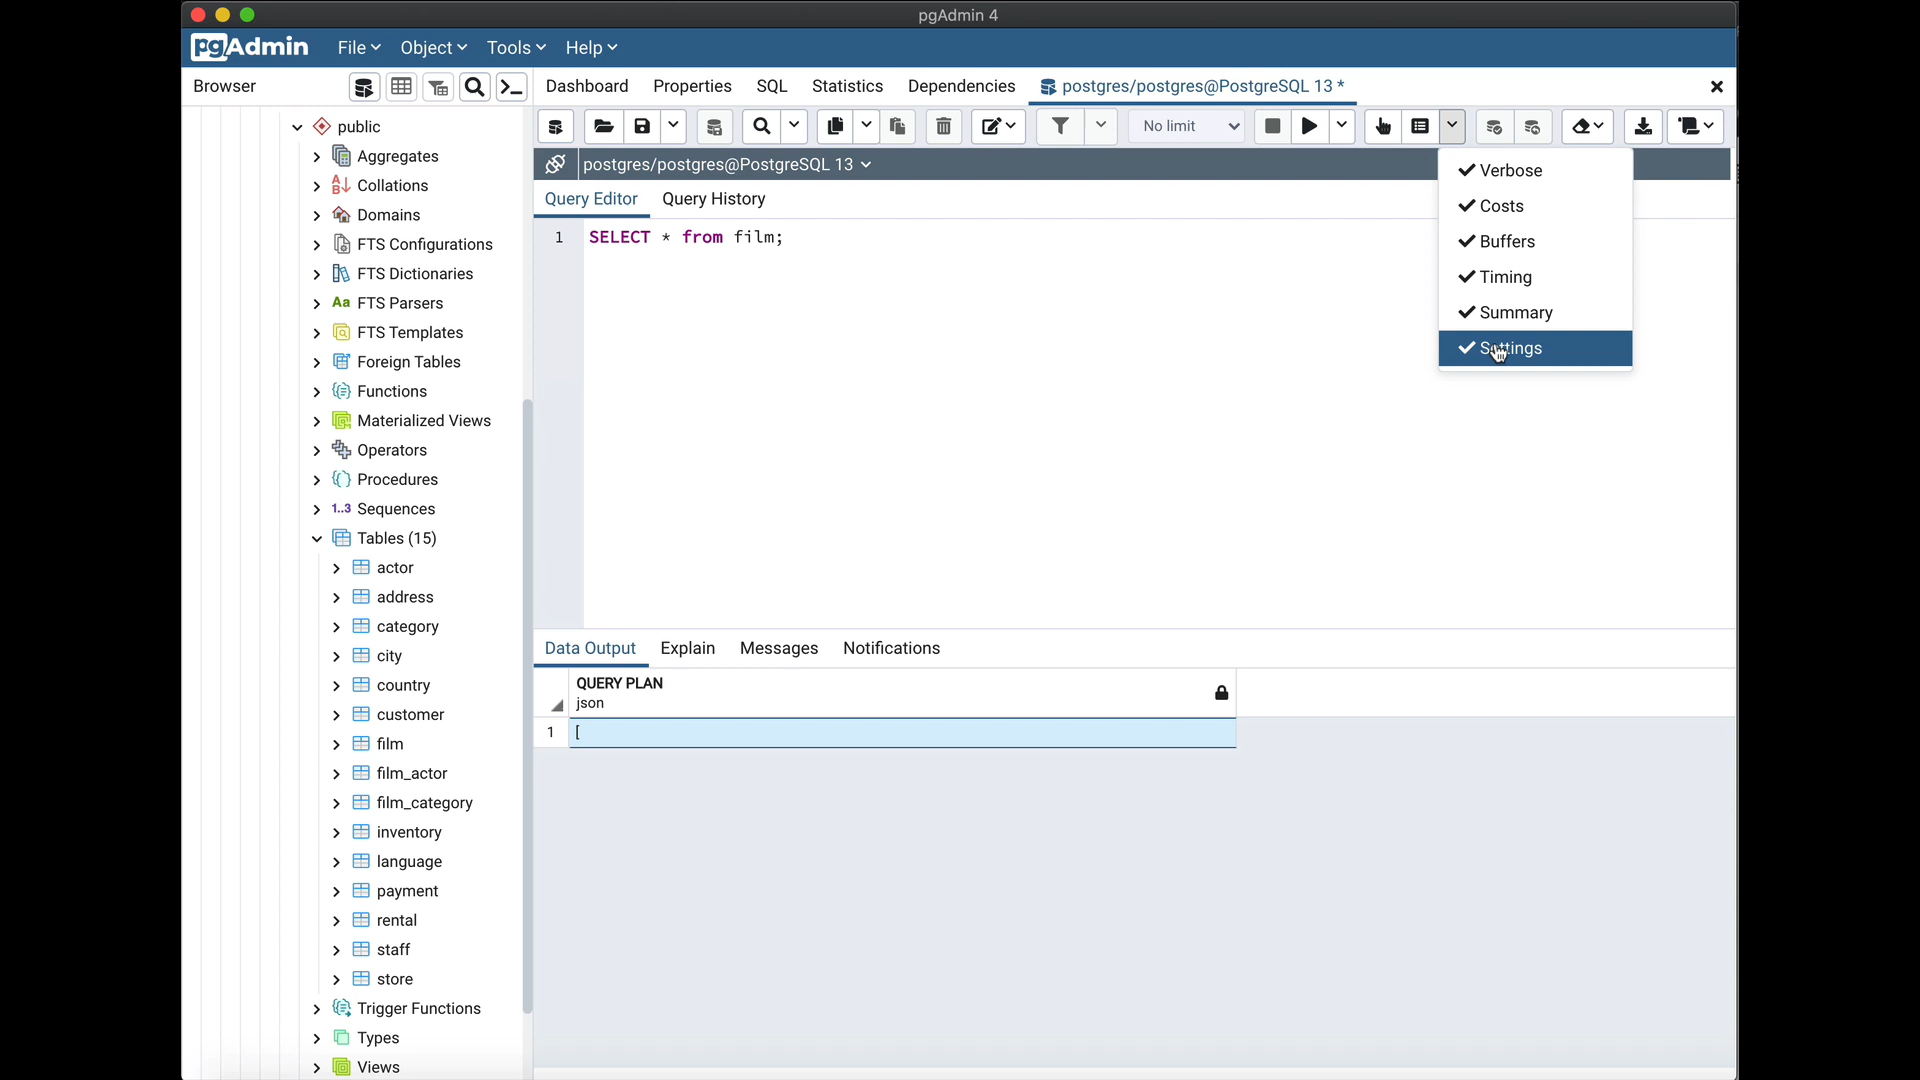 pgAdmin 4
pgAdmin File Object Tools Help
Browser
Dashboard Properties SQL Statistics Dependencies postgres/postgres@PostgreSQL 13 *
No limit
postgres/postgres@PostgreSQL 13
Query Editor Query History
1 SELECT * from film;
Verbose
Costs
Buffers
Timing
Summary
Settings
public
Aggregates
Collations
Domains
FTS Configurations
FTS Dictionaries
Aa FTS Parsers
FTS Templates
Foreign Tables
Functions
Materialized Views
Operators
Procedures
1..3 Sequences
Tables (15)
actor
address
category
city
country
customer
film
film_actor
film_category
inventory
language
payment
rental
staff
store
Trigger Functions
Types
Views
Data Output Explain Messages Notifications
QUERY PLAN
json
1 [